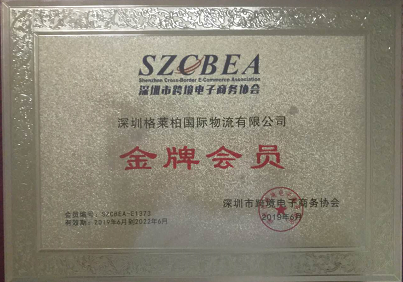 SZCBEA
Shenzhen Cross-Border E-Commerce Association
深圳市跨境电子商务协会
深圳格莱柏国际物流有限公司
金牌会员
深圳市跨境电子商务协会
2019年6月
会员编号:SZCBEA-E1373
有效期:2019年6月到2022年6月